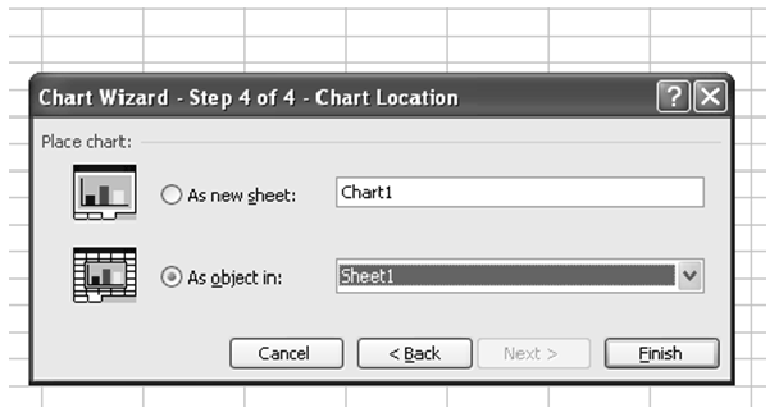 Chart Wizard - Step 4 of 4 - Chart Location ?
Place chart:
As new sheet: Chart1
As object in: Sheet1
Cancel < Back Next > Finish